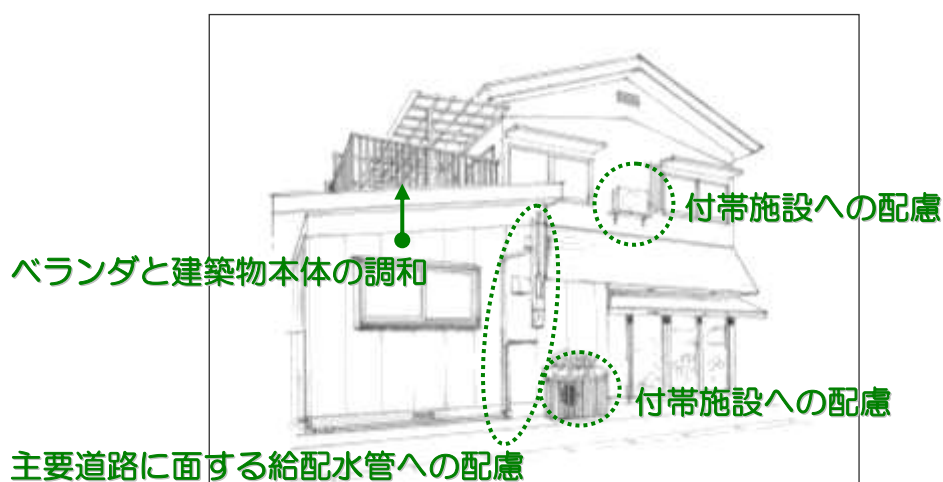 付帯施設への配慮
ベランダと建築物本体の調和
付帯施設への配慮
主要道路に面する給配水管への配慮